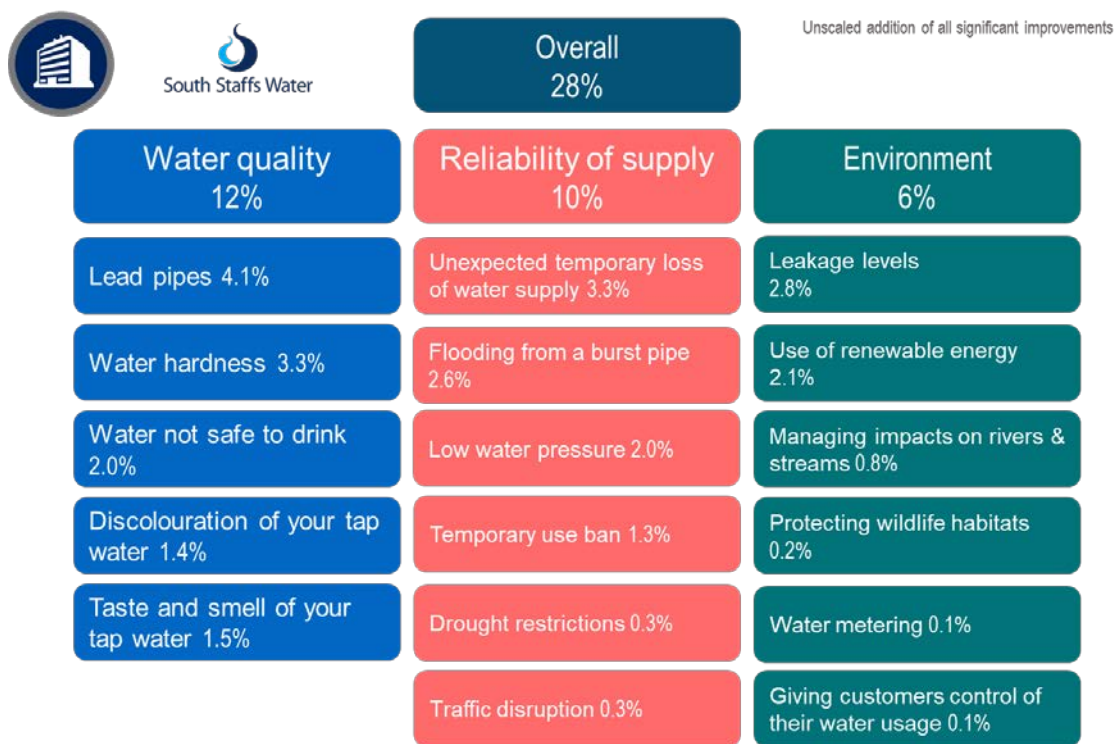 South Staffs Water
Overall
28%
Unscaled addition of all significant improvements
Water quality
12%
Lead pipes 4.1%
Water hardness 3.3%
Water not safe to drink
2.0%
Discolouration of your tap
water 1.4%
Taste and smell of your
tap water 1.5%
Reliability of supply
10%
Unexpected temporary loss
of water supply 3.3%
Flooding from a burst pipe
2.6%
Low water pressure 2.0%
Temporary use ban 1.3%
Drought restrictions 0.3%
Traffic disruption 0.3%
Environment
6%
Leakage levels
2.8%
Use of renewable energy
2.1%
Managing impacts on rivers &
streams 0.8%
Protecting wildlife habitats
0.2%
Water metering 0.1%
Giving customers control of
their water usage 0.1%